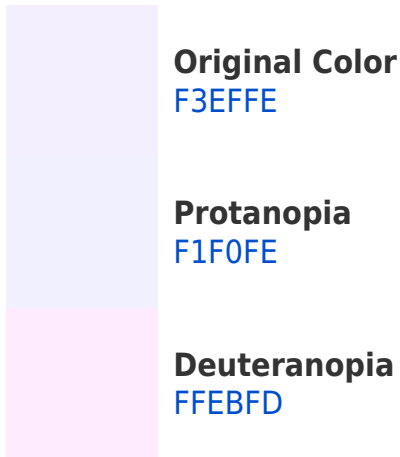 Original Color
F3EFFE
Protanopia
F1F0FE
Deuteranopia
FFEBFD